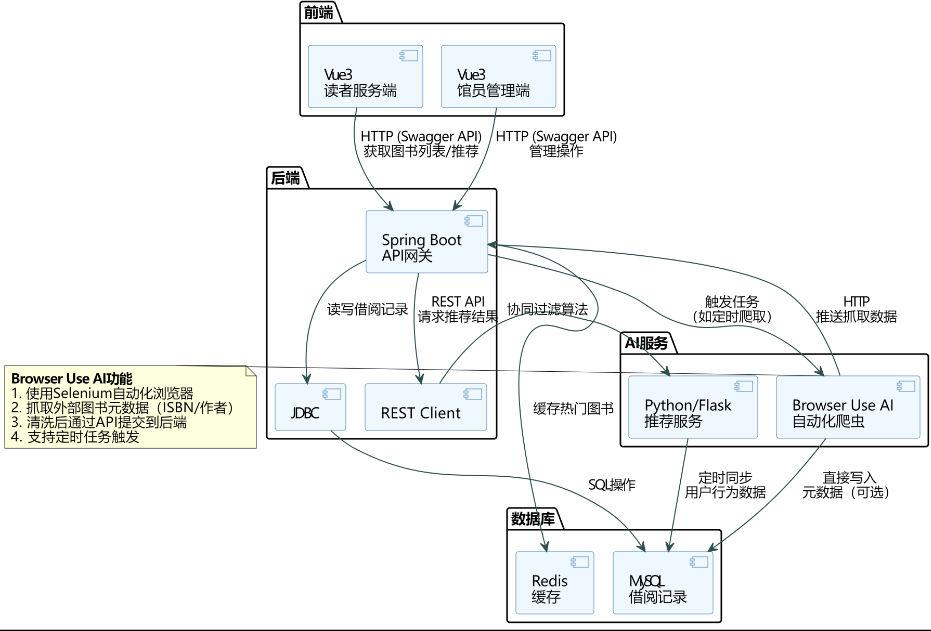 前端
Vue3
读者服务端
Vue3
馆员管理端
HTTP (Swagger API)
获取图书列表/推荐
HTTP (Swagger API)
管理操作
后端
Spring Boot
API网关
读写借阅记录
REST API
请求推荐结果
协同过滤算法
触发任务
（如定时爬取）
HTTP
推送抓取数据
AI服务
Browser Use AI功能
1. 使用Selenium自动化浏览器
2. 抓取外部图书元数据（ISBN/作者）
3. 清洗后通过API提交到后端
4. 支持定时任务触发
JDBC
REST Client
缓存热门图书
Python/Flask
推荐服务
Browser Use AI
自动化爬虫
SQL操作
定时同步
用户行为数据
直接写入
元数据（可选）
数据库
Redis
缓存
MySQL
借阅记录